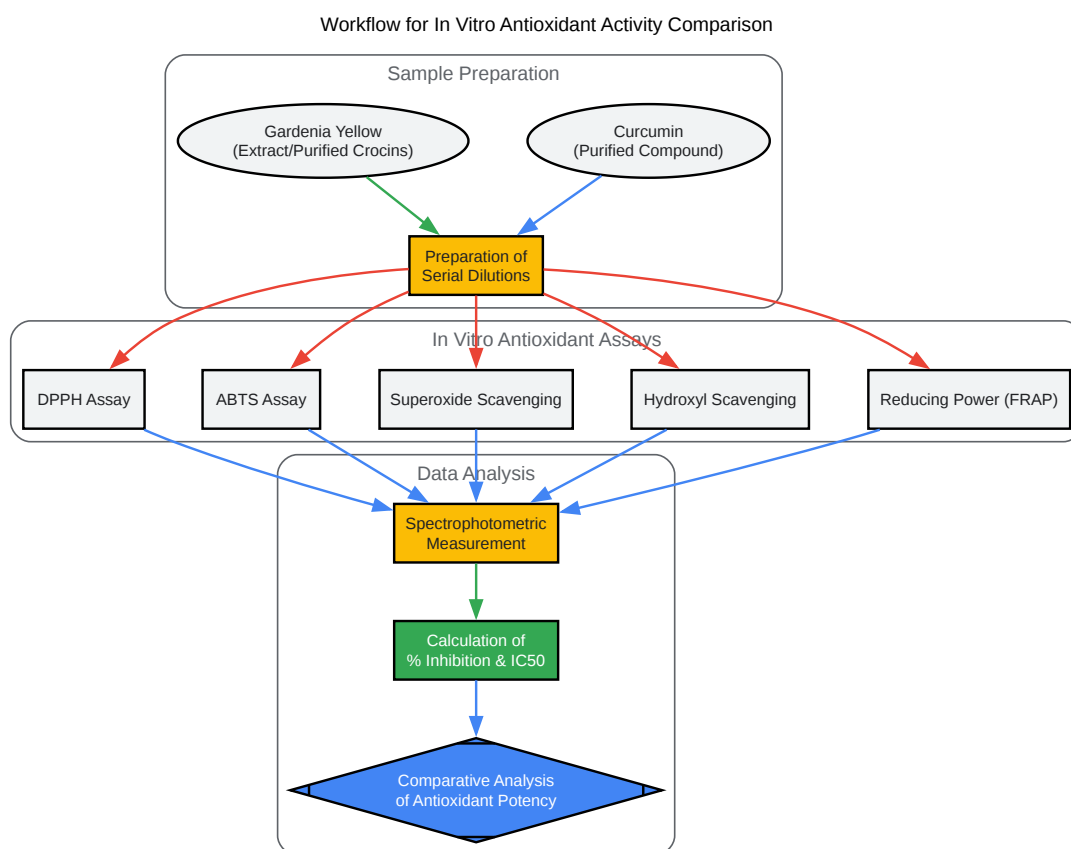 Workflow for In Vitro Antioxidant Activity Comparison
Sample Preparation
Gardenia Yellow
(Extract/Purified Crocins)
Curcumin
(Purified Compound)
Preparation of
Serial Dilutions
In Vitro Antioxidant Assays
DPPH Assay
ABTS Assay
Superoxide Scavenging
Hydroxyl Scavenging
Reducing Power (FRAP)
Data Analysis
Spectrophotometric
Measurement
Calculation of
% Inhibition & IC50
Comparative Analysis
of Antioxidant Potency